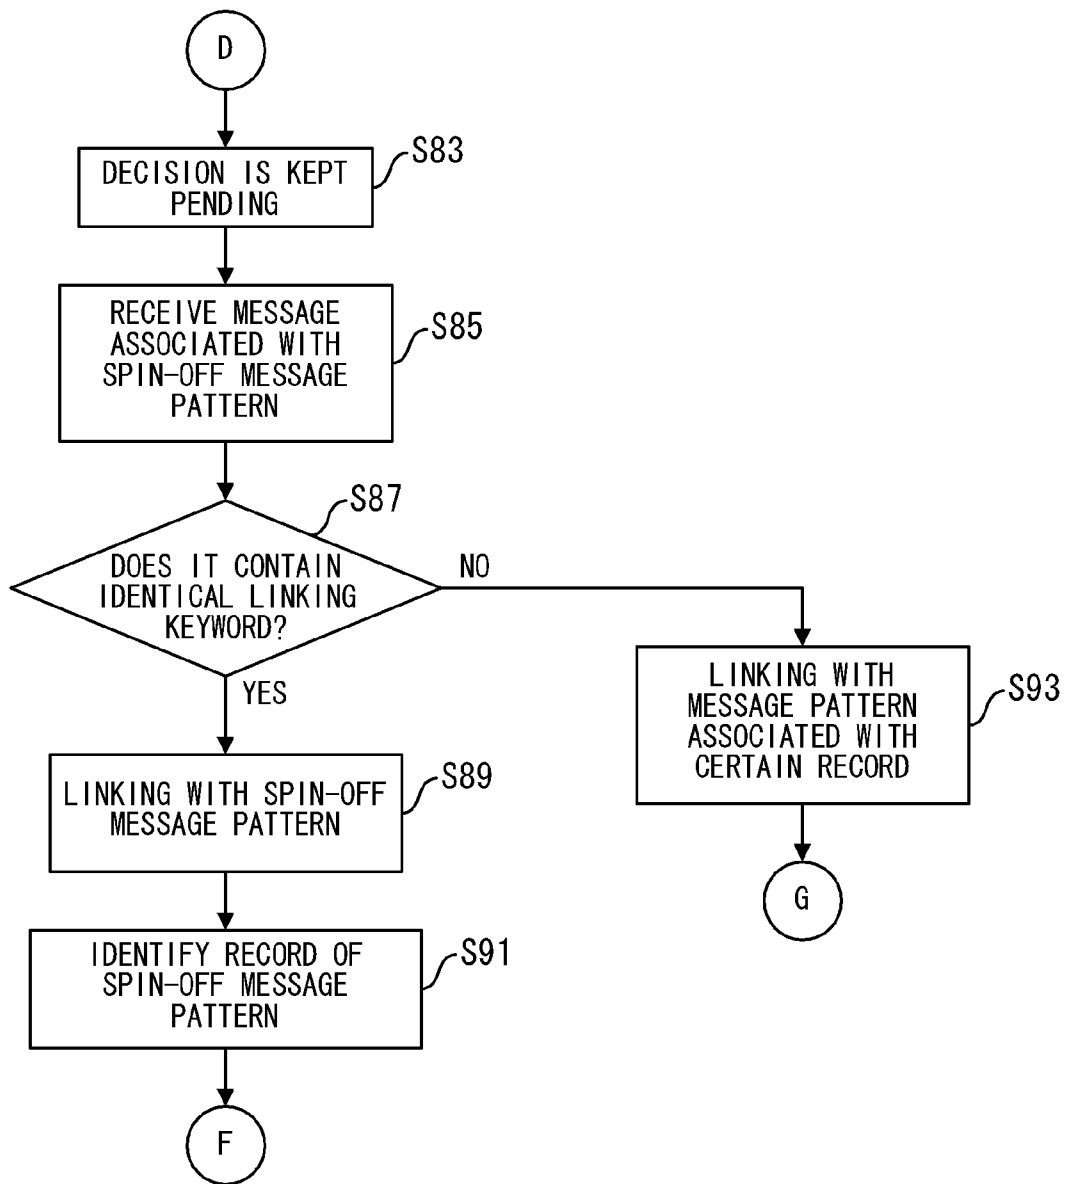 D
DECISION IS KEPT
PENDING
S83
RECEIVE MESSAGE
ASSOCIATED WITH
SPIN-OFF MESSAGE
PATTERN
S85
DOES IT CONTAIN
IDENTICAL LINKING
KEYWORD?
S87
NO
YES
LINKING WITH
MESSAGE PATTERN
ASSOCIATED WITH
CERTAIN RECORD
S93
LINKING WITH SPIN-OFF
MESSAGE PATTERN
S89
G
IDENTIFY RECORD OF
SPIN-OFF MESSAGE
PATTERN
S91
F